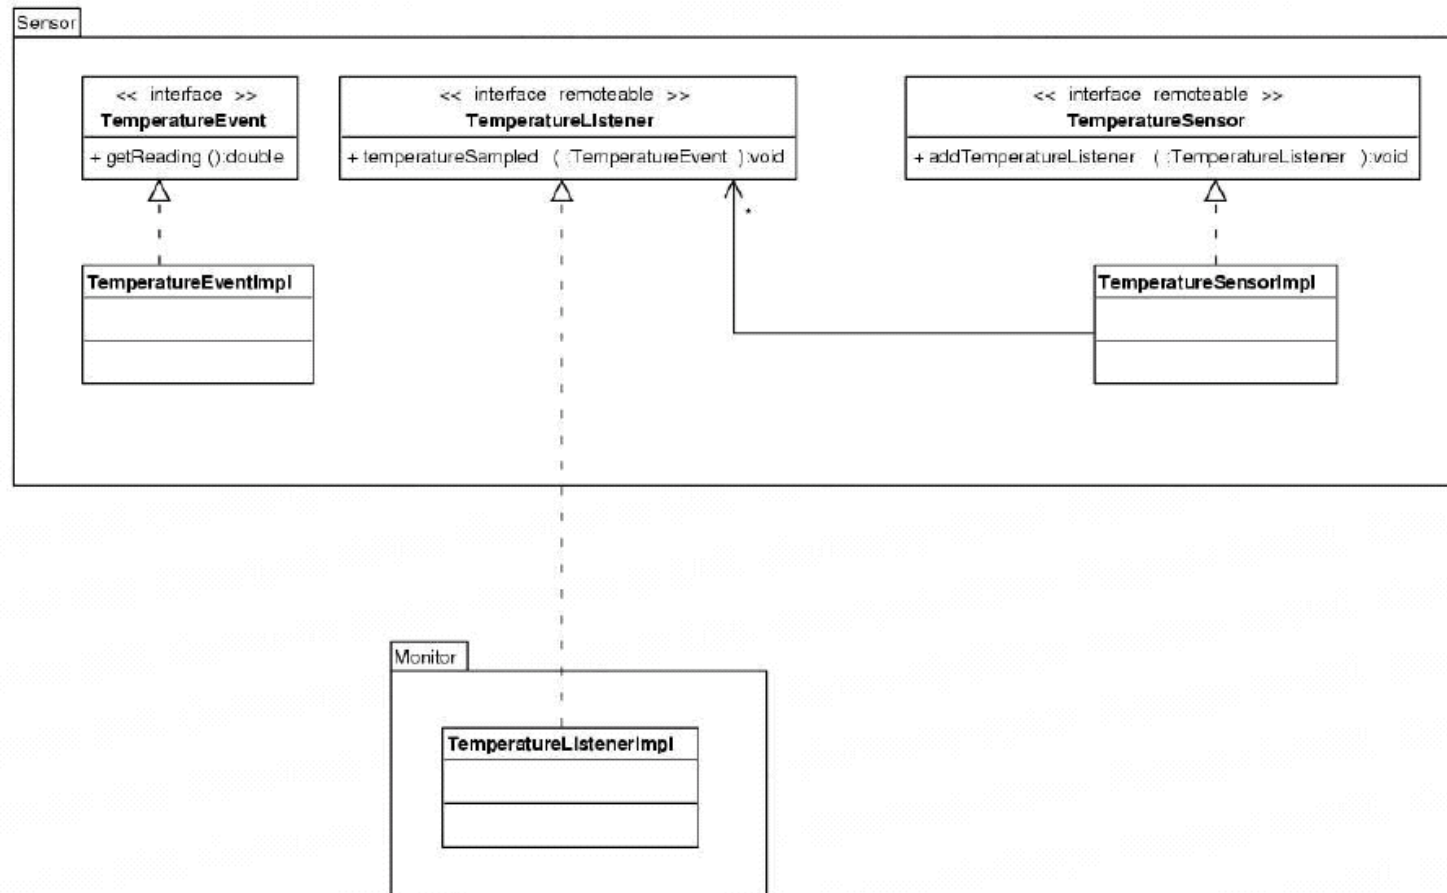 Sensor
<< interface >>
TemperatureEvent
+ getReading ():double
<< interface remoteable >>
TemperatureListener
+ temperatureSampled ( :TemperatureEvent ):void
<< interface remoteable >>
TemperatureSensor
+ addTemperatureListener ( :TemperatureListener ):void
*
TemperatureEventImpl
TemperatureSensorImpl
Monitor
TemperatureListenerImpl